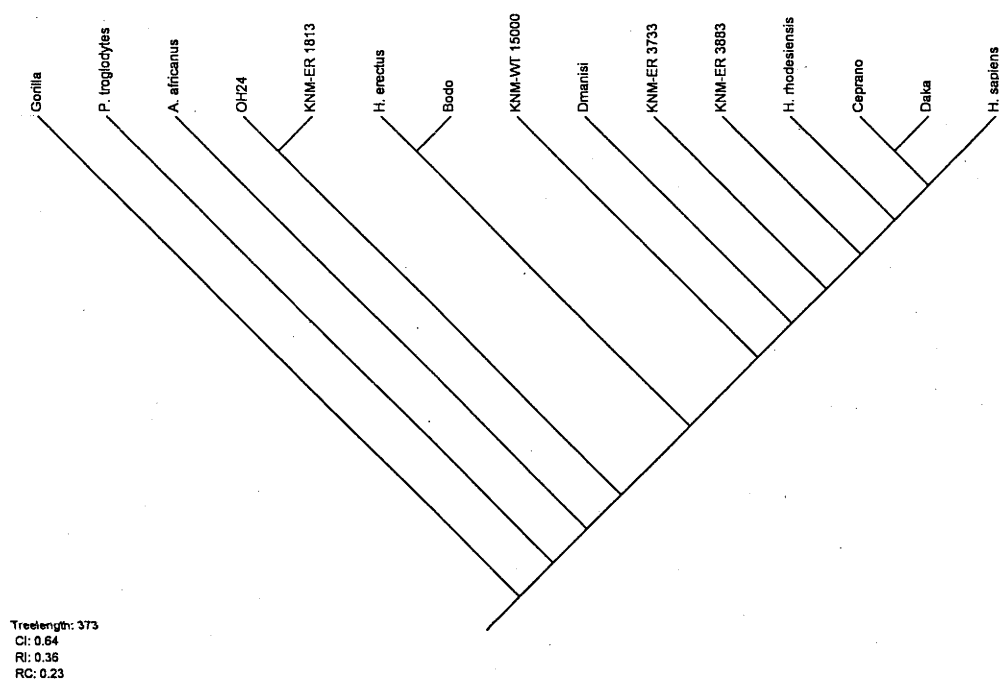 Gorilla
P. troglodytes
A. africanus
OH24
KNM-ER 1813
H. erectus
Bodo
KNM-WT 15000
Dmanisi
KNM-ER 3733
KNM-ER 3883
H. rhodesiensis
Ceprano
Daka
H. sapiens
Treelength: 373
CI: 0.64
RI: 0.36
RC: 0.23